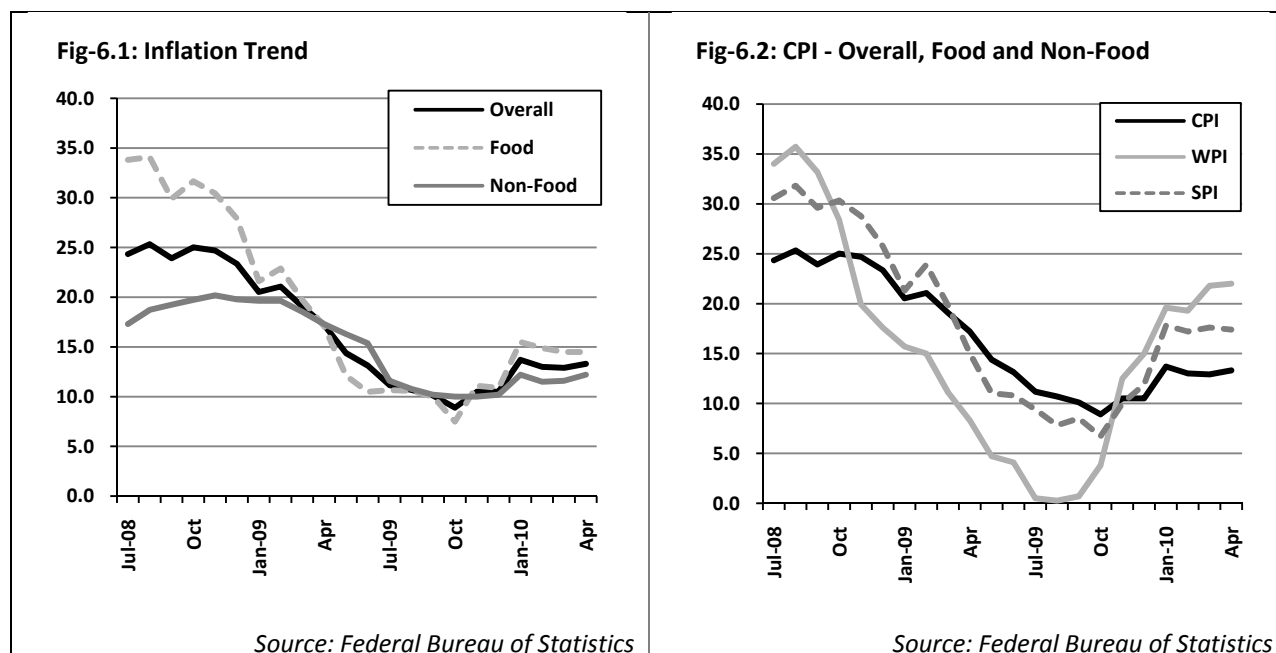 Fig-6.1: Inflation Trend
40.0
35.0
30.0
25.0
20.0
15.0
10.0
5.0
0.0
Overall
Food
Non-Food
Jul-08
Oct
Jan-09
Apr
Jul-09
Oct
Jan-10
Apr
Source: Federal Bureau of Statistics
Fig-6.2: CPI - Overall, Food and Non-Food
40.0
35.0
30.0
25.0
20.0
15.0
10.0
5.0
0.0
CPI
WPI
SPI
Jul-08
Oct
Jan-09
Apr
Jul-09
Oct
Jan-10
Apr
Source: Federal Bureau of Statistics